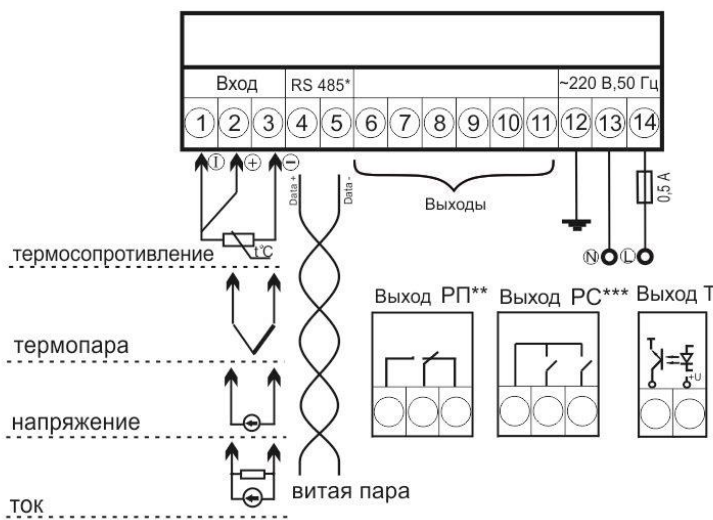 Вход RS 485* ~220 В,50 Гц
1 2 3 4 5 6 7 8 9 10 11 12 13 14
I + −
Data + Data -
Выходы
0,5 А
t°C
термосопротивление
N L
Выход РП** Выход РС*** Выход Т
термопара
+U
напряжение
витая пара
ток